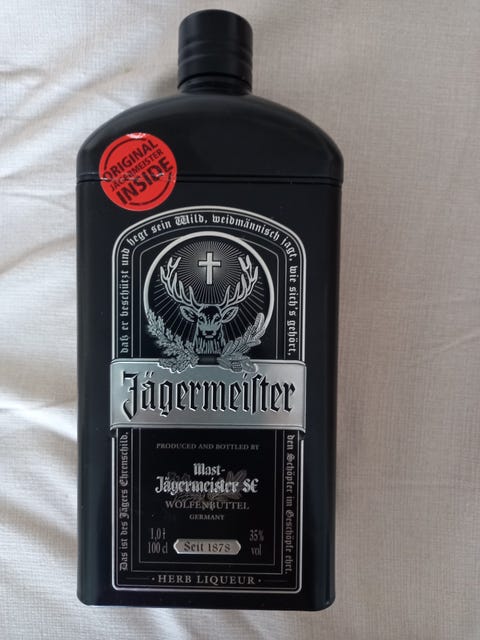 ORIGINAL
JÄGERMEISTER
INSIDE
Das ist des Jägers Ehrenschild,
daß er beschützt und hegt sein Wild, weidmännisch jagt, wie sich's gehört,
den Schöpfer im Geschöpfe ehrt.
Jägermeiſter
PRODUCED AND BOTTLED BY
Mast-
Jägermeister SE
WOLFENBÜTTEL
GERMANY
1,0 ℓ 35%
100 cl Seit 1878 vol
· HERB LIQUEUR ·